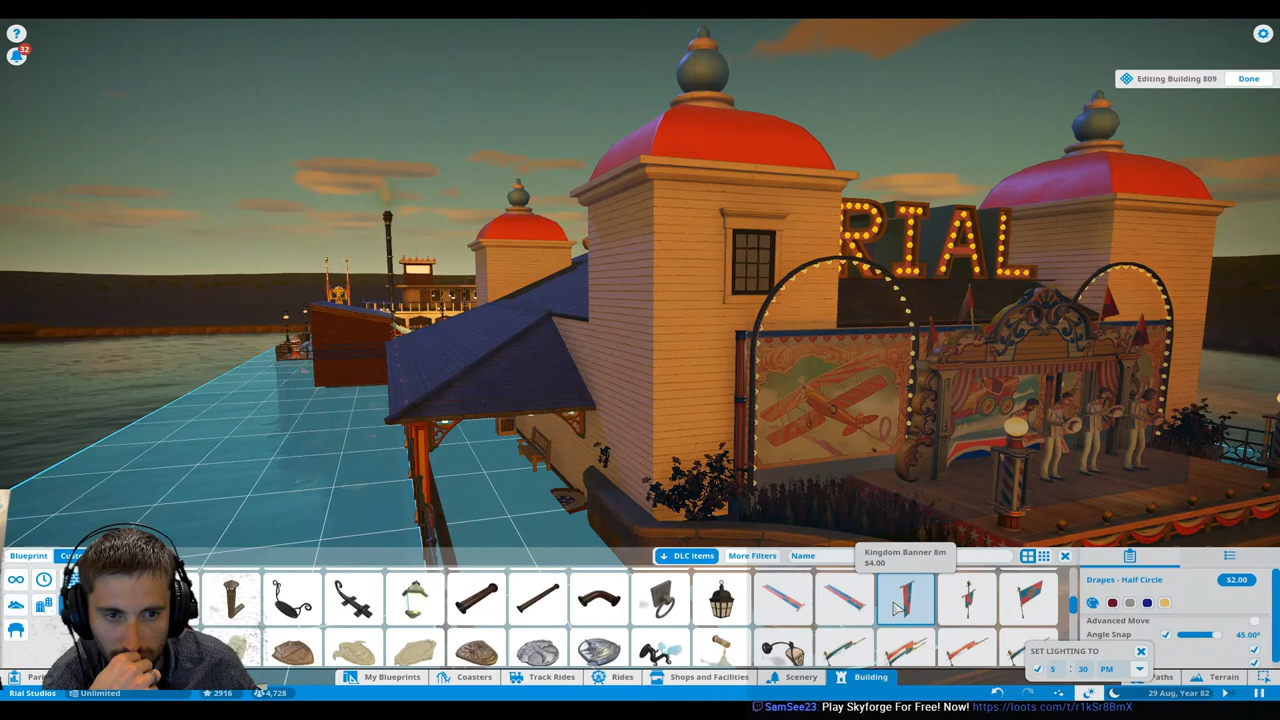 ?
32
Editing Building 809
Done
RIAL
Blueprint
DLC items
More Filters
Name
Kingdom Banner 8m
$4.00
Drapes - Half Circle
$2.00
Advanced Move
Angle Snap
45.00°
SET LIGHTING TO
5 : 30 PM
My Blueprints
Coasters
Track Rides
Rides
Shops and Facilities
Scenery
Building
Paths
Terrain
Rial Studios
Unlimited
2916
4,728
29 Aug, Year 82
SamSee23: Play Skyforge For Free! Now! https://loots.com/t/r1kSr8BmX